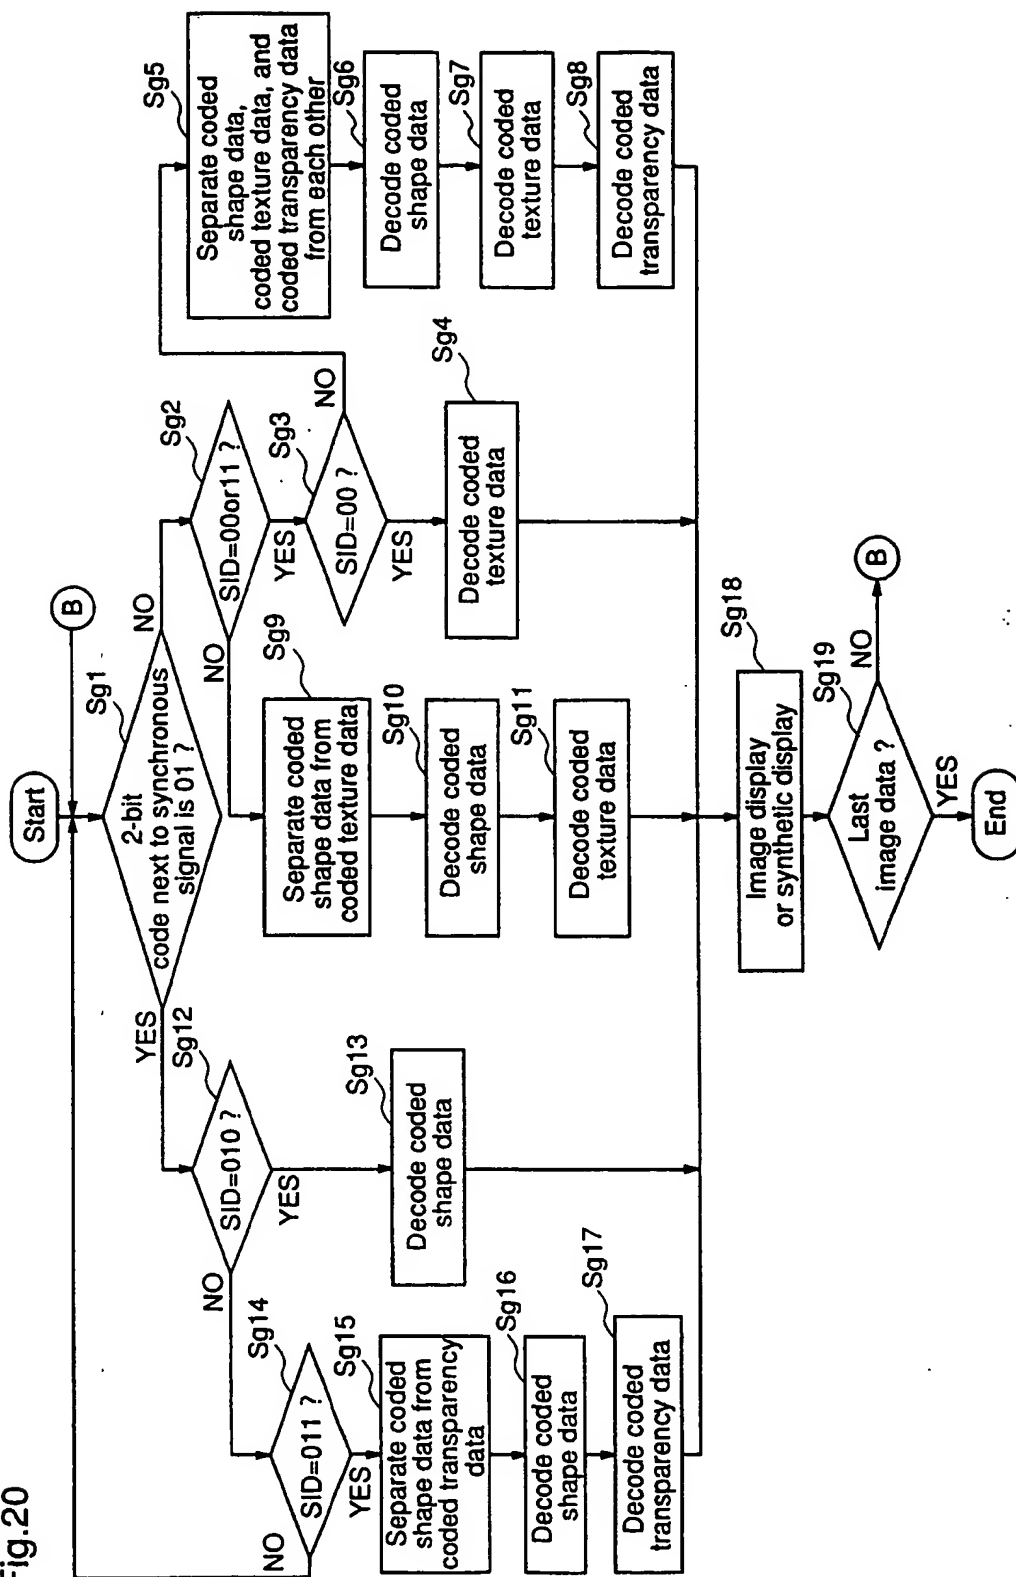 Fig.20
Start
B
Sg1
2-bit
code next to synchronous
signal is 01 ?
YES
NO
Sg2
SID=00or11 ?
NO
YES
Sg3
SID=00 ?
NO
YES
Sg4
Decode coded
texture data
Sg5
Separate coded
shape data,
coded texture data, and
coded transparency data
from each other
Sg6
Decode coded
shape data
Sg7
Decode coded
texture data
Sg8
Decode coded
transparency data
Sg9
Separate coded
shape data from
coded texture data
Sg10
Decode coded
shape data
Sg11
Decode coded
texture data
Sg12
SID=010 ?
NO
YES
Sg13
Decode coded
shape data
Sg14
SID=011 ?
NO
YES
Sg15
Separate coded
shape data from
coded transparency
data
Sg16
Decode coded
shape data
Sg17
Decode coded
transparency data
Sg18
Image display
or synthetic display
Sg19
Last
image data ?
NO
B
YES
End